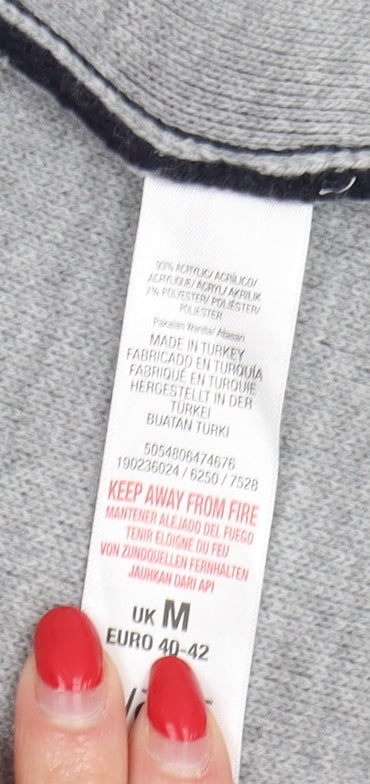 93% ACRYLIC/ ACRÍLICO/
ACRYLIQUE/ ACRYL/ AKRILIK
7% POLYESTER/ POLIÉSTER/
POLIESTER
Pakaian Wanita/ Atasan
MADE IN TURKEY
FABRICADO EN TURQUÍA
FABRIQUÉ EN TURQUIE
HERGESTELLT IN DER
TÜRKEI
BUATAN TURKI
5054806474676
190236024 / 6250 / 7528
KEEP AWAY FROM FIRE
MANTENER ALEJADO DEL FUEGO
TENIR ÉLOIGNÉ DU FEU
VON ZÜNDQUELLEN FERNHALTEN
JAUHKAN DARI API
UK M
EURO 40-42